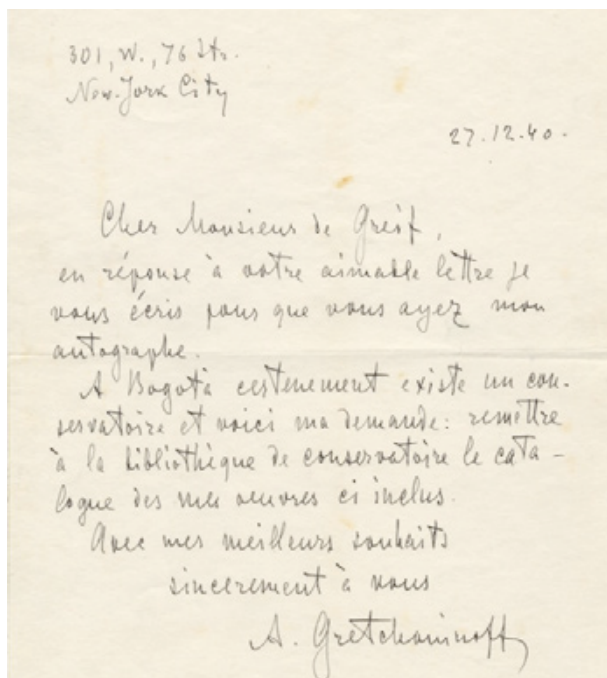 301, W., 76 Str.
New-York City
27.12.40.
Cher Monsieur de Greif,
en réponse à votre aimable lettre je
vous écris pour que vous ayez mon
autographe.
A Bogotà certenement existe un con-
servatoire et voici ma demande: remettre
à la bibliothèque de conservatoire le cata-
logue des mes oeuvres ci inclus.
Avec mes meilleurs souhaits
sincerement à vous
A. Gretchaninoff